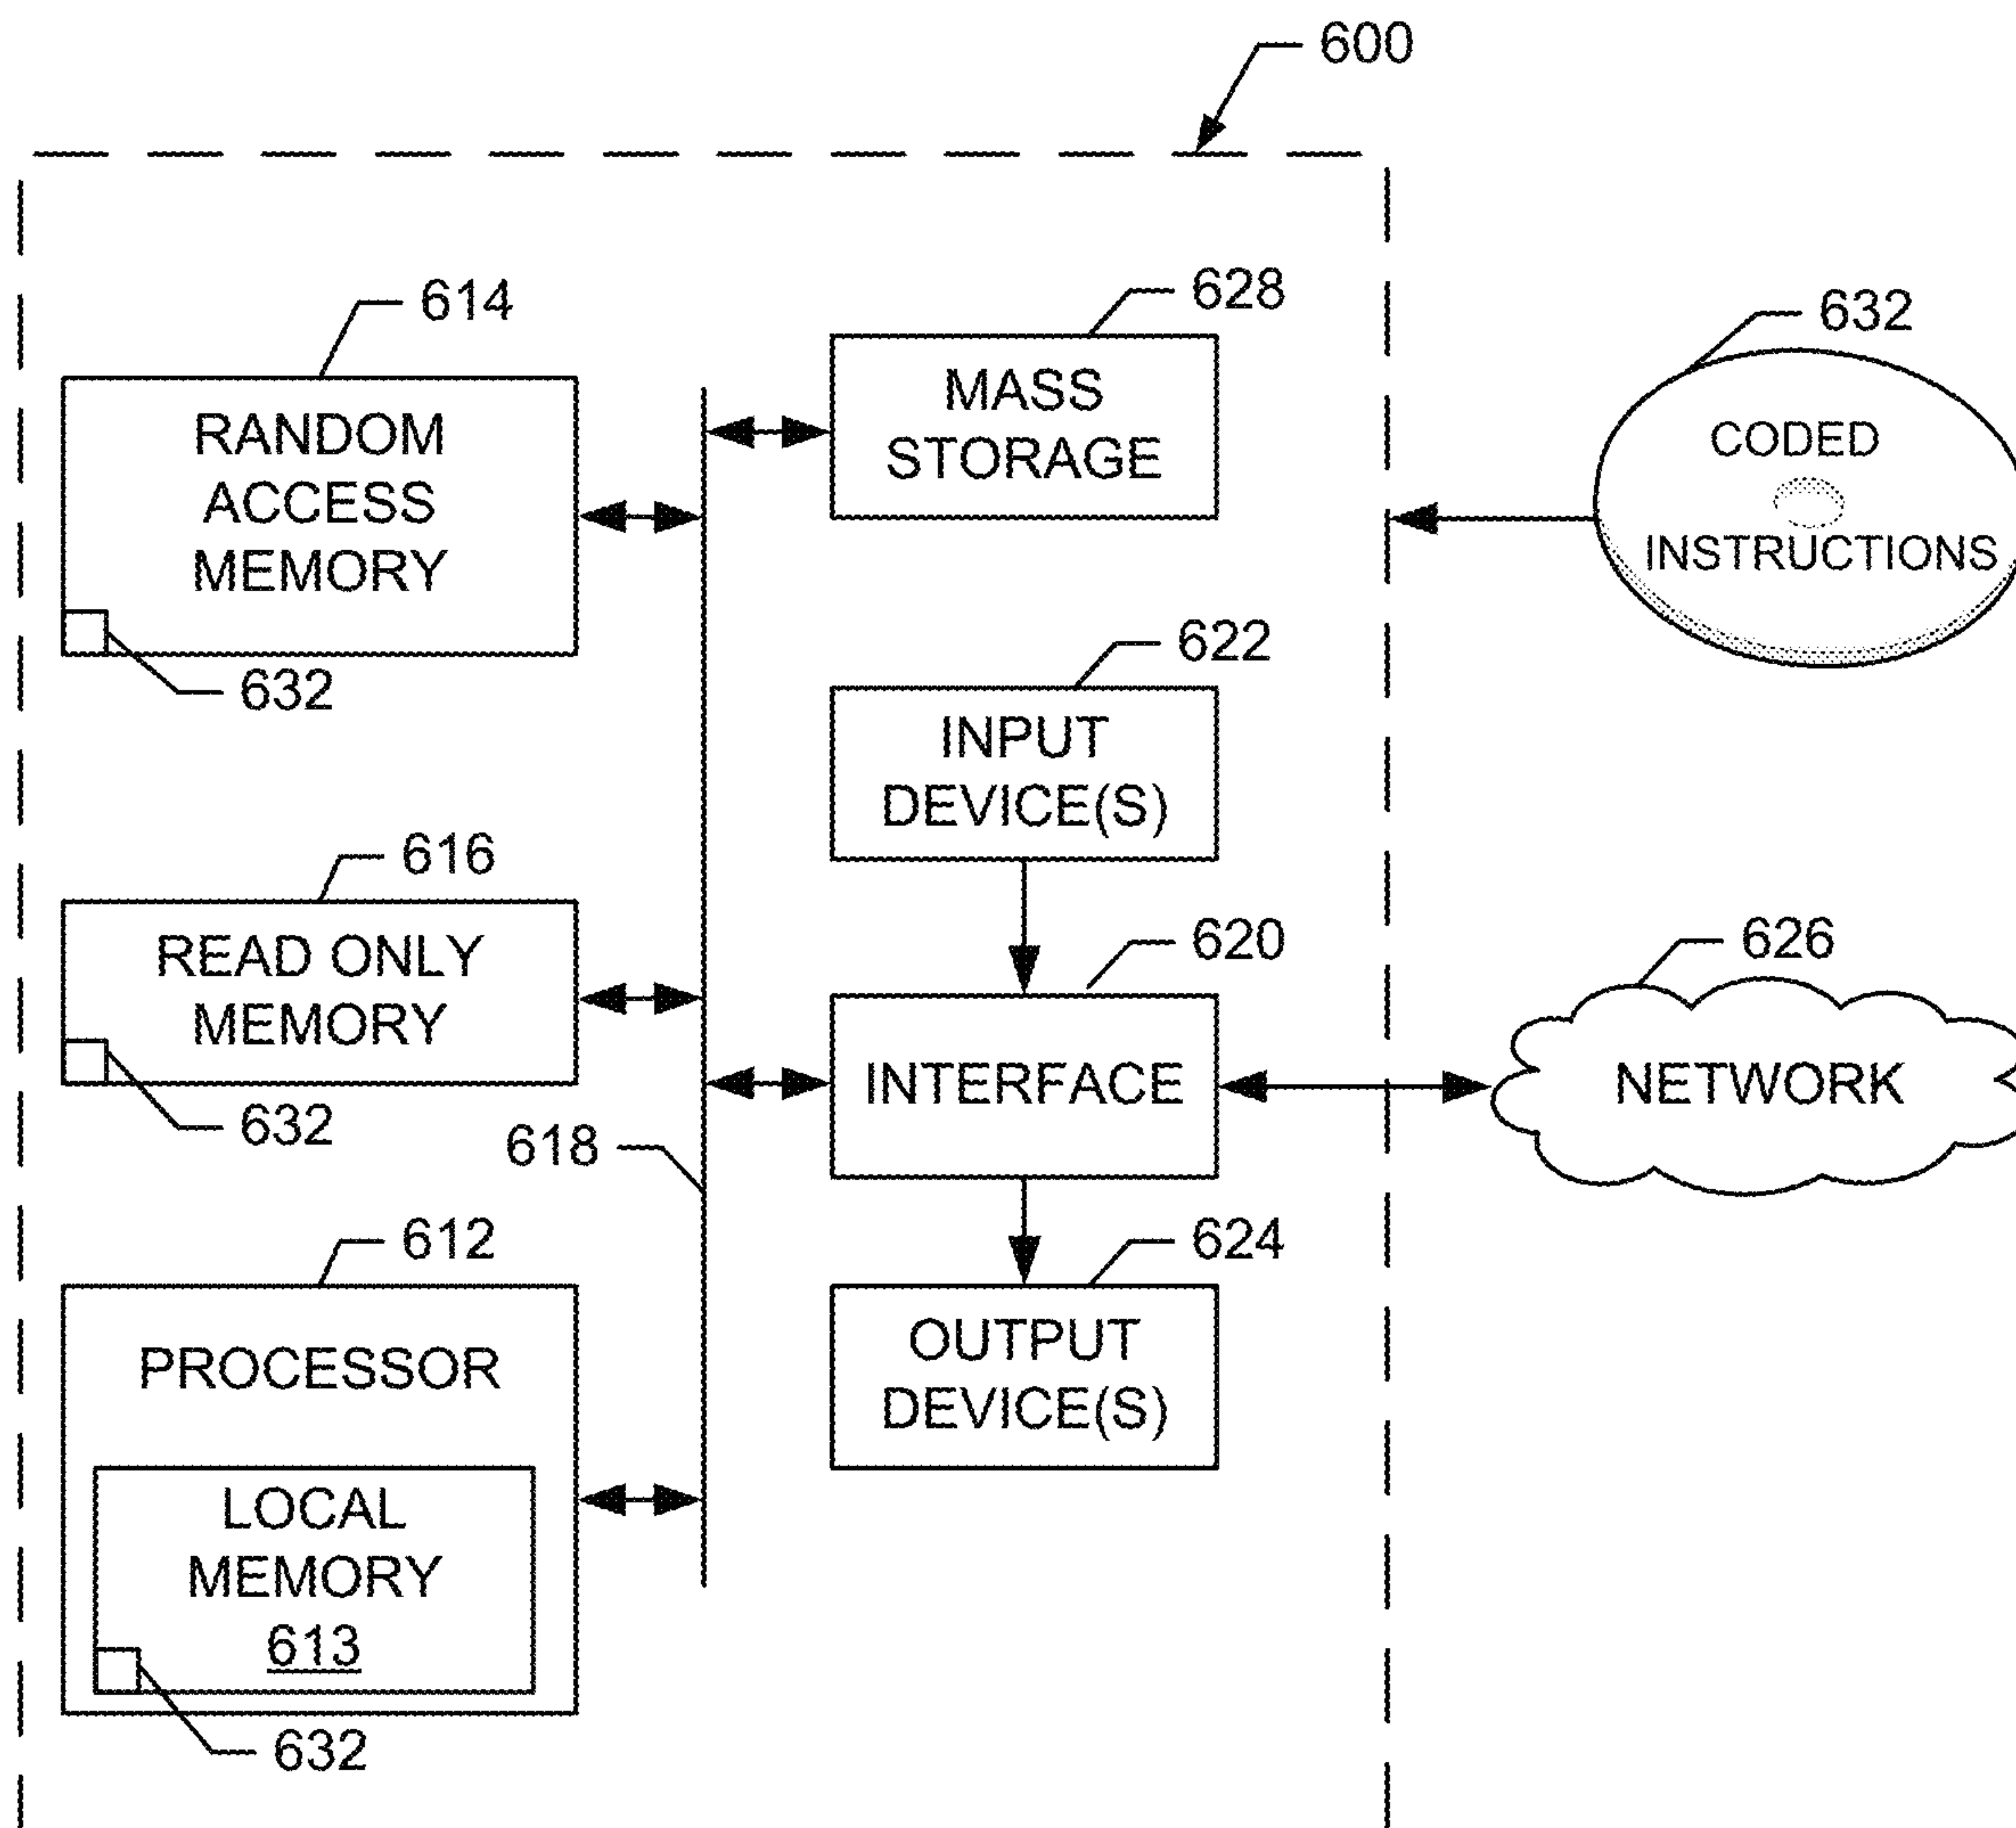 600
614
RANDOM
ACCESS
MEMORY
632
628
MASS
STORAGE
632
CODED
INSTRUCTIONS
622
INPUT
DEVICE(S)
616
READ ONLY
MEMORY
632
618
620
INTERFACE
626
NETWORK
612
PROCESSOR
LOCAL
MEMORY
613
632
624
OUTPUT
DEVICE(S)